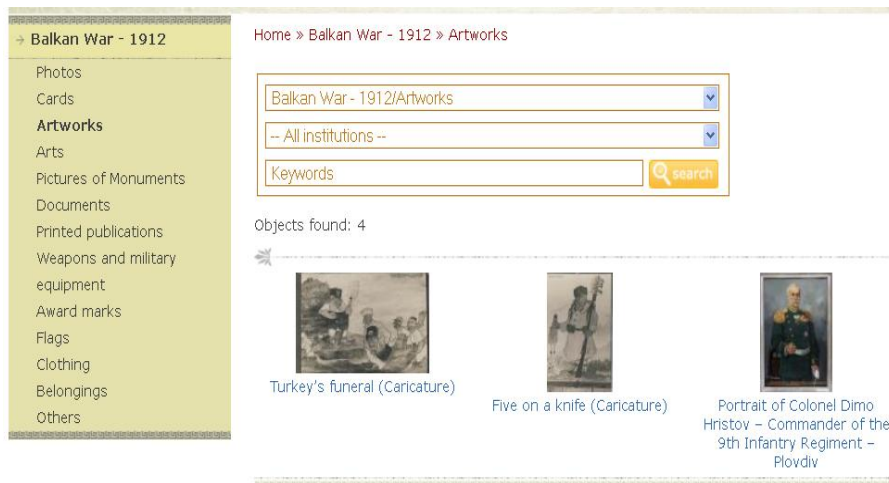 Balkan War - 1912
Photos
Cards
Artworks
Arts
Pictures of Monuments
Documents
Printed publications
Weapons and military
equipment
Award marks
Flags
Clothing
Belongings
Others
Home » Balkan War - 1912 » Artworks
Balkan War - 1912/Artworks
-- All institutions --
Keywords
search
Objects found: 4
Turkey's funeral (Caricature)
Five on a knife (Caricature)
Portrait of Colonel Dimo
Hristov – Commander of the
9th Infantry Regiment –
Plovdiv